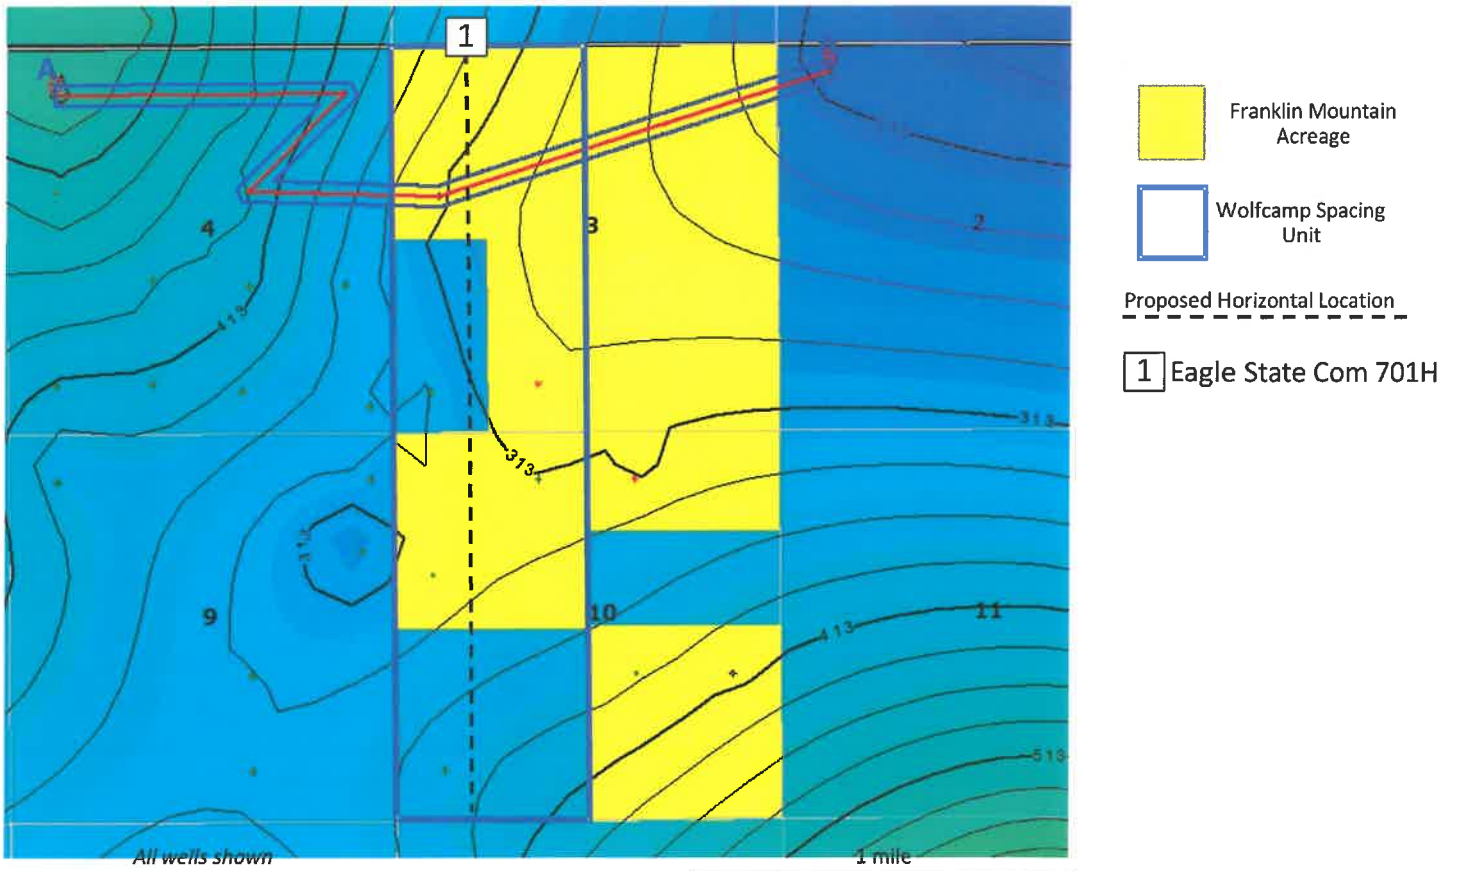 1
A
4
3
2
413
313
313
313
9
10
11
413
513
All wells shown
1 mile
Franklin Mountain
Acreage
Wolfcamp Spacing
Unit
Proposed Horizontal Location
1 Eagle State Com 701H